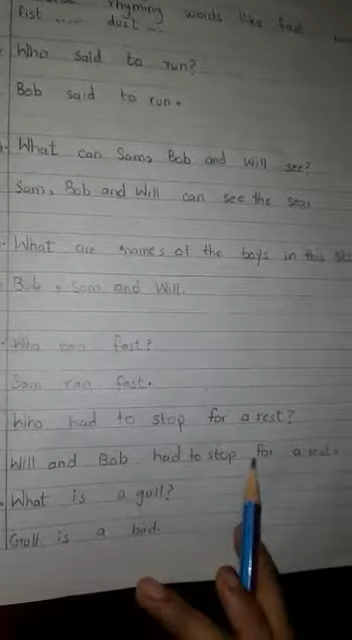 rhyming words like fast
fist .... dust ...
Who said to run?
Bob said to run.
What can Sam, Bob and Will see?
Sam, Bob and Will can see the sea.
What are names of the boys in this
Bob, Sam and Will.
Who can fast?
Sam ran fast.
Who had to stop for a rest?
Will and Bob had to stop for a rest.
What is a gull?
Gull is a bird.